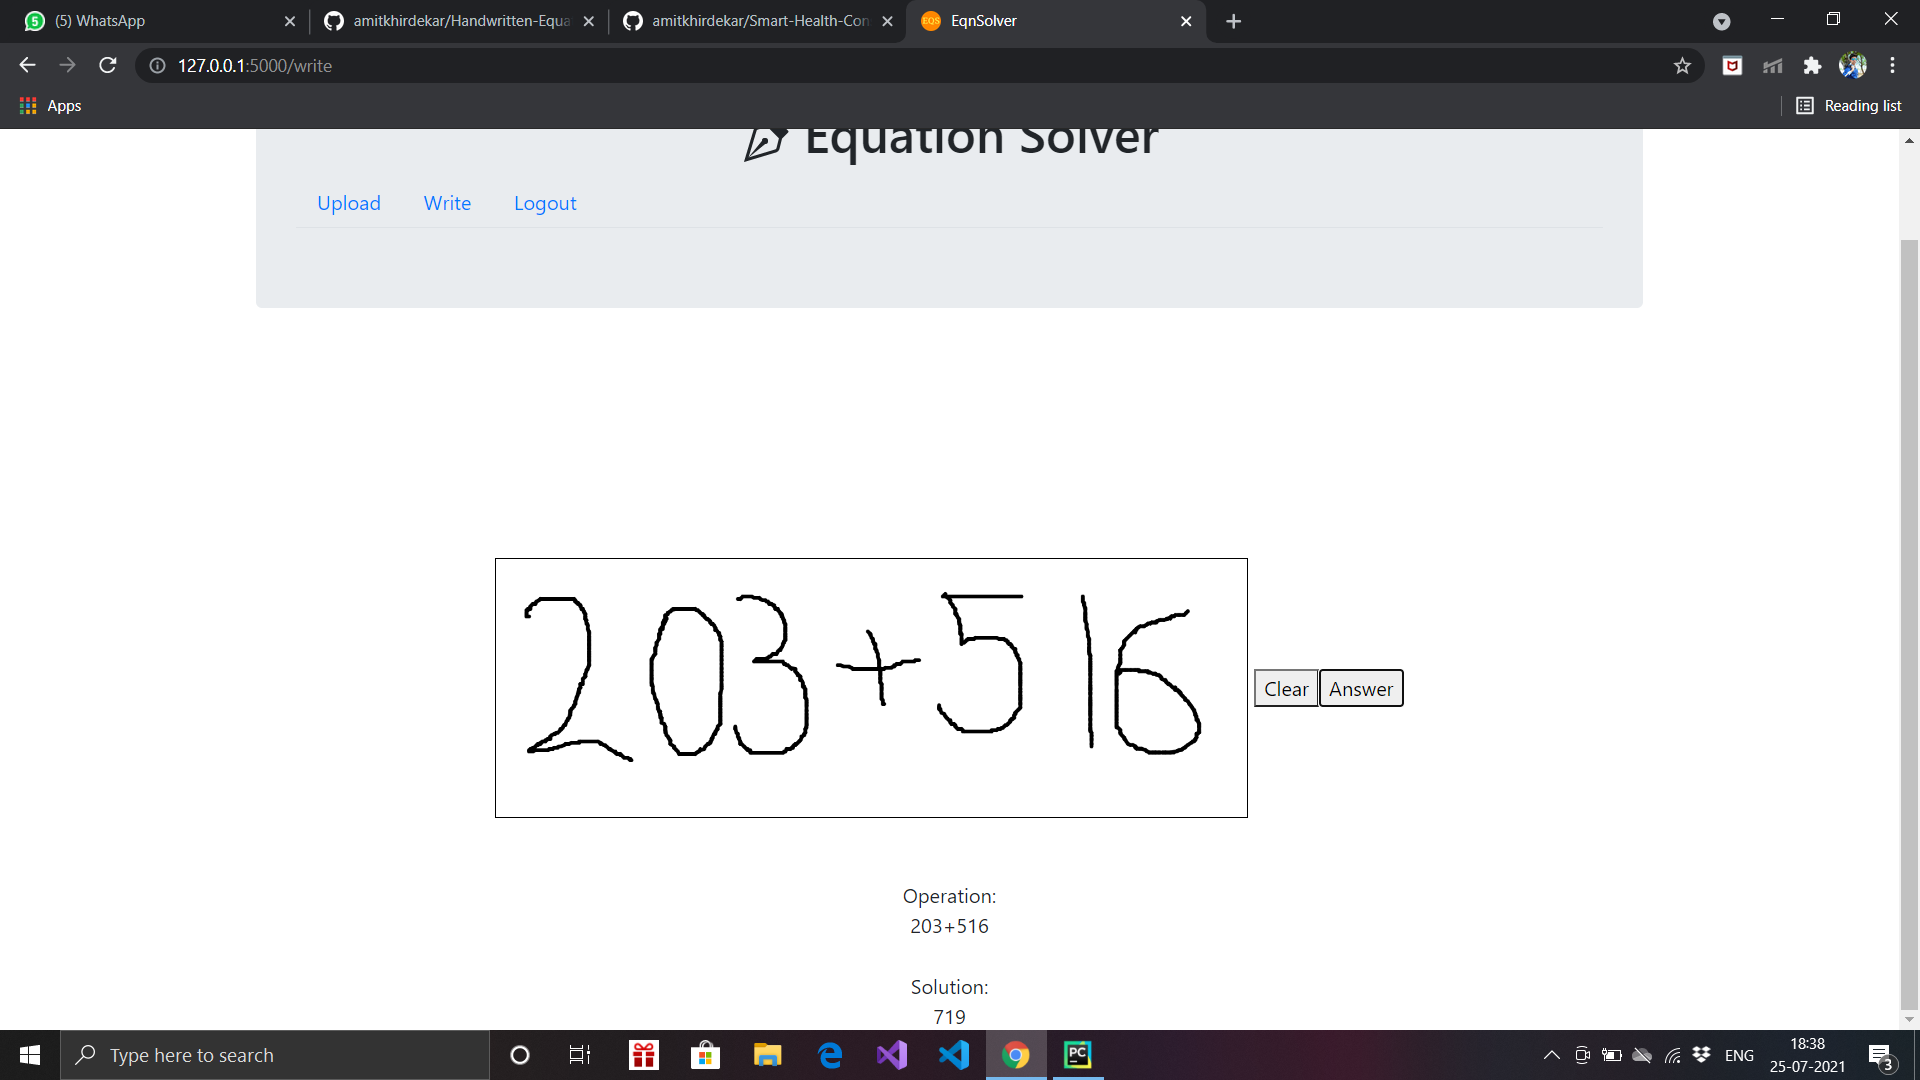 (5) WhatsApp
amitkhirdekar/Handwritten-Equa
amitkhirdekar/Smart-Health-Con
EQS EqnSolver
127.0.0.1:5000/write
Apps
Reading list
Equation Solver
Upload Write Logout
203+516
Clear Answer
Operation:
203+516
Solution:
719
Type here to search
PC
ENG
18:38
25-07-2021
3